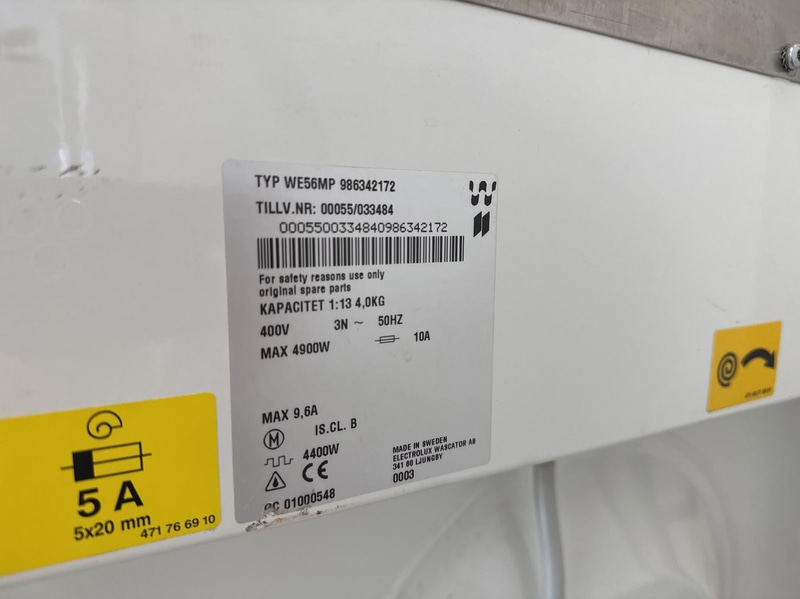 TYP WE56MP 986342172
TILLV.NR: 00055/033484
0005500334840986342172
For safety reasons use only
original spare parts
KAPACITET 1:13 4,0KG
400V 3N ~ 50HZ
MAX 4900W 10A
MAX 9,6A
M IS.CL. B
4400W
CE
PC 01000548
MADE IN SWEDEN
ELECTROLUX WASCATOR AB
341 80 LJUNGBY
0003
5 A
5x20 mm
471 76 69 10